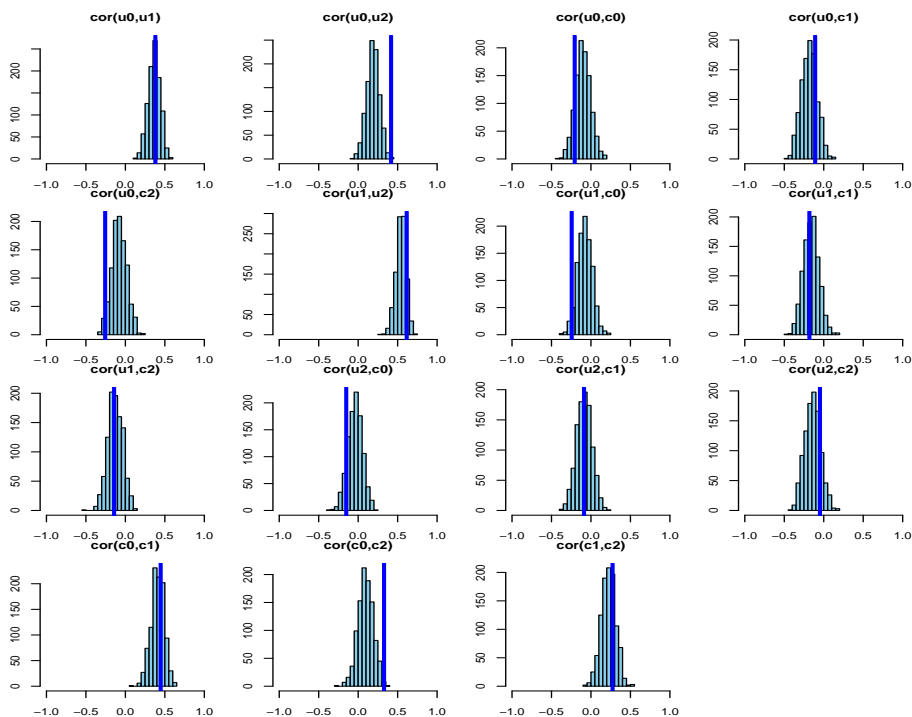 cor(u0,u1) cor(u0,u2) cor(u0,c0) cor(u0,c1)
0 50 100 150 200 0 50 100 150 200 250 0 50 100 150 200 0 50 100 150 200
−1.0 −0.5 0.0 0.5 1.0 −1.0 −0.5 0.0 0.5 1.0 −1.0 −0.5 0.0 0.5 1.0 −1.0 −0.5 0.0 0.5 1.0
cor(u0,c2) cor(u1,u2) cor(u1,c0) cor(u1,c1)
0 50 100 150 200 0 50 150 250 0 50 100 150 200 0 50 100 150 200
−1.0 −0.5 0.0 0.5 1.0 −1.0 −0.5 0.0 0.5 1.0 −1.0 −0.5 0.0 0.5 1.0 −1.0 −0.5 0.0 0.5 1.0
cor(u1,c2) cor(u2,c0) cor(u2,c1) cor(u2,c2)
0 50 100 150 200 0 50 100 150 200 0 50 100 150 200 0 50 100 150 200
−1.0 −0.5 0.0 0.5 1.0 −1.0 −0.5 0.0 0.5 1.0 −1.0 −0.5 0.0 0.5 1.0 −1.0 −0.5 0.0 0.5 1.0
cor(c0,c1) cor(c0,c2) cor(c1,c2)
0 50 100 150 200 0 50 100 150 200 0 50 100 150 200
−1.0 −0.5 0.0 0.5 1.0 −1.0 −0.5 0.0 0.5 1.0 −1.0 −0.5 0.0 0.5 1.0